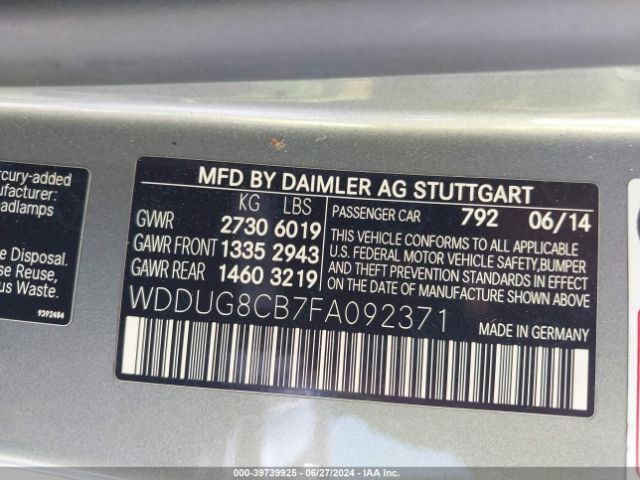 rcury-added
nufacturer:
eadlamps
e Disposal.
se Reuse,
us Waste.
9392484
MFD BY DAIMLER AG STUTTGART
KG LBS
GVWR 2730 6019
GAWR FRONT 1335 2943
GAWR REAR 1460 3219
PASSENGER CAR 792 06/14
THIS VEHICLE CONFORMS TO ALL APPLICABLE
U.S. FEDERAL MOTOR VEHICLE SAFETY, BUMPER
AND THEFT PREVENTION STANDARDS IN EFFECT
ON THE DATE OF MANUFACTURE SHOWN ABOVE.
WDDUG8CB7FA092371
MADE IN GERMANY
000-39739925 - 06/27/2024 - IAA Inc.